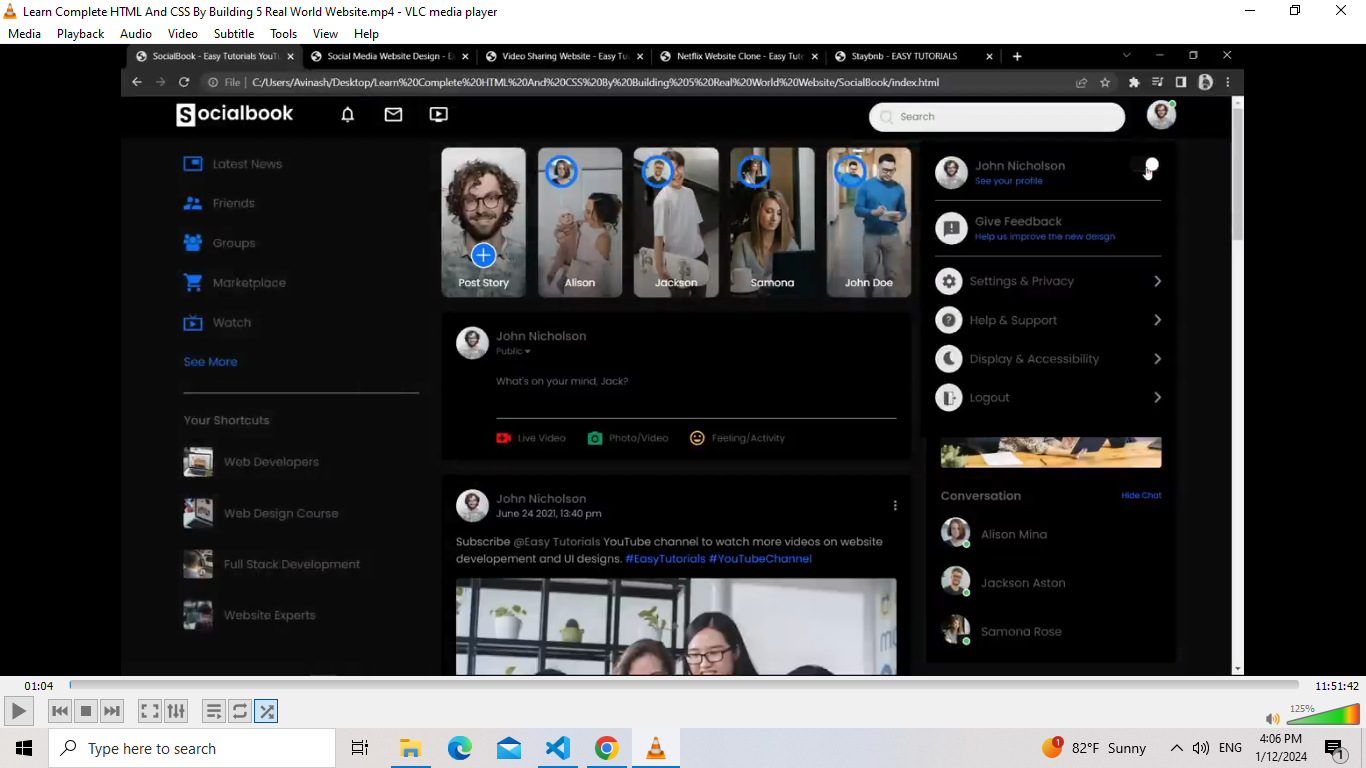 Learn Complete HTML And CSS By Building 5 Real World Website.mp4 - VLC media player
Media Playback Audio Video Subtitle Tools View Help
SocialBook - Easy Tutorials YouT
Social Media Website Design - E
Video Sharing Website - Easy Tu
Netflix Website Clone - Easy Tut
Staybnb - EASY TUTORIALS
File C:/Users/Avinash/Desktop/Learn%20Complete%20HTML%20And%20CSS%20By%20Building%205%20Real%20World%20Website/SocialBook/index.html
Socialbook
Search
Latest News
Friends
Groups
Marketplace
Watch
See More
Your Shortcuts
Web Developers
Web Design Course
Full Stack Development
Website Experts
Post Story
Alison
Jackson
Samona
John Doe
John Nicholson
Public
What's on your mind, Jack?
Live Video
Photo/Video
Feeling/Activity
John Nicholson
June 24 2021, 13:40 pm
Subscribe @Easy Tutorials YouTube channel to watch more videos on website
developement and UI designs. #EasyTutorials #YouTubeChannel
John Nicholson
See your profile
Give Feedback
Help us improve the new design
Settings & Privacy
Help & Support
Display & Accessibility
Logout
Conversation
Hide Chat
Alison Mina
Jackson Aston
Samona Rose
01:04
11:51:42
125%
Type here to search
1
82°F Sunny
ENG
4:06 PM
1/12/2024
1